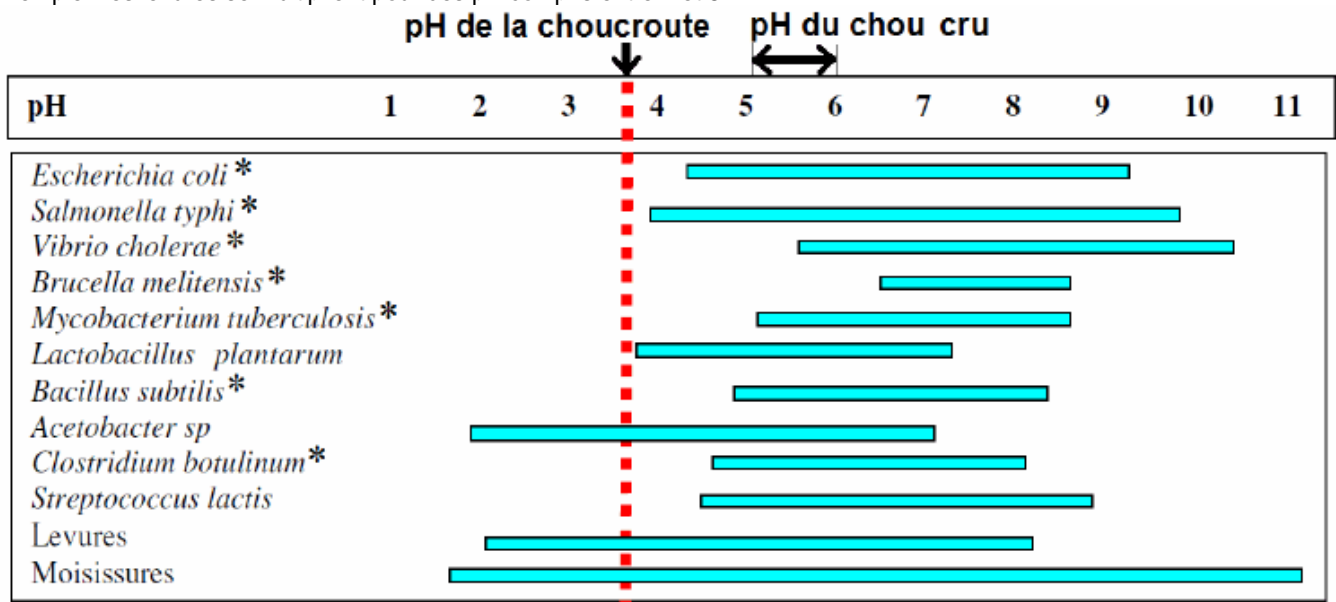 pH de la choucroute pH du chou cru
pH 1 2 3 4 5 6 7 8 9 10 11
Escherichia coli *
Salmonella typhi *
Vibrio cholerae *
Brucella melitensis *
Mycobacterium tuberculosis *
Lactobacillus plantarum
Bacillus subtilis *
Acetobacter sp
Clostridium botulinum *
Streptococcus lactis
Levures
Moisissures